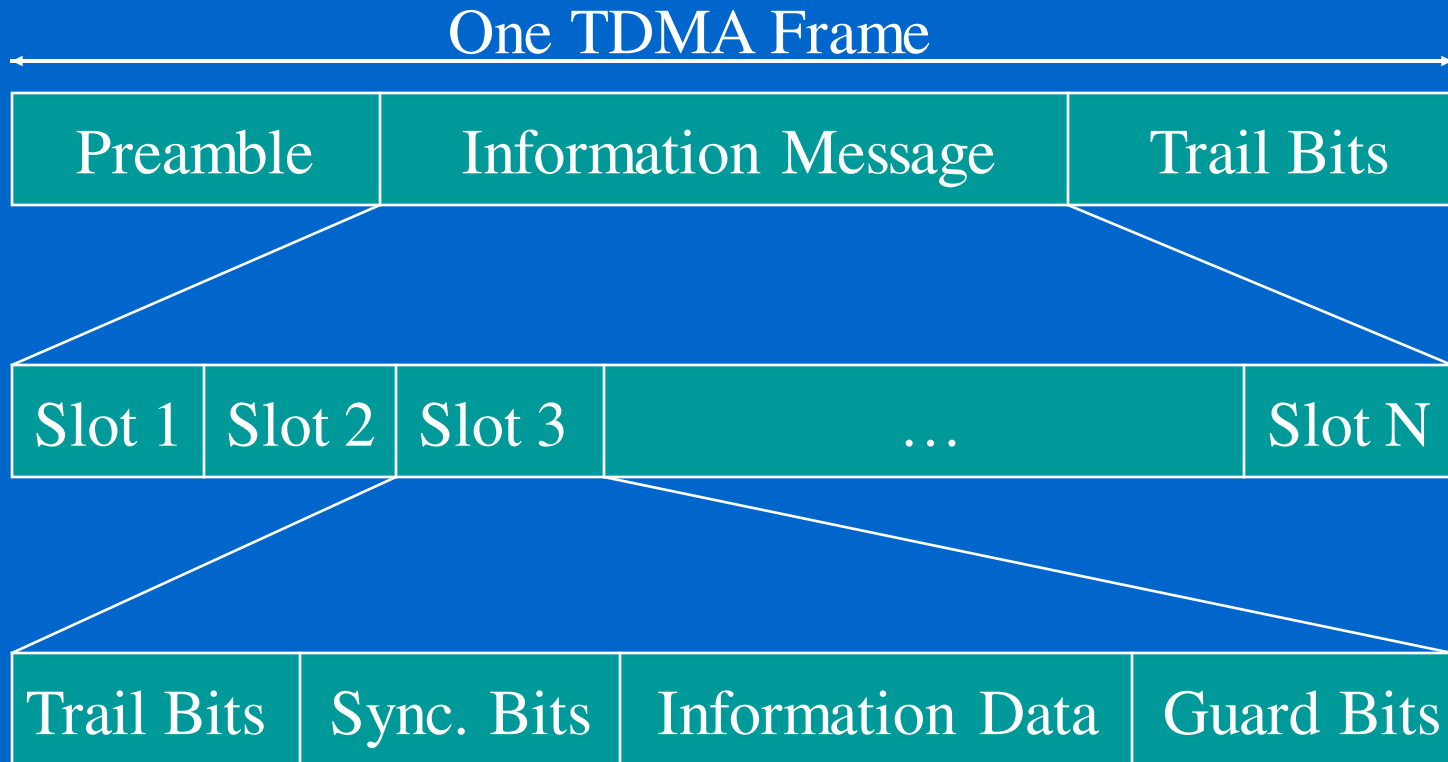 One TDMA Frame
Preamble Information Message Trail Bits
Slot 1 Slot 2 Slot 3 ... Slot N
Trail Bits Sync. Bits Information Data Guard Bits